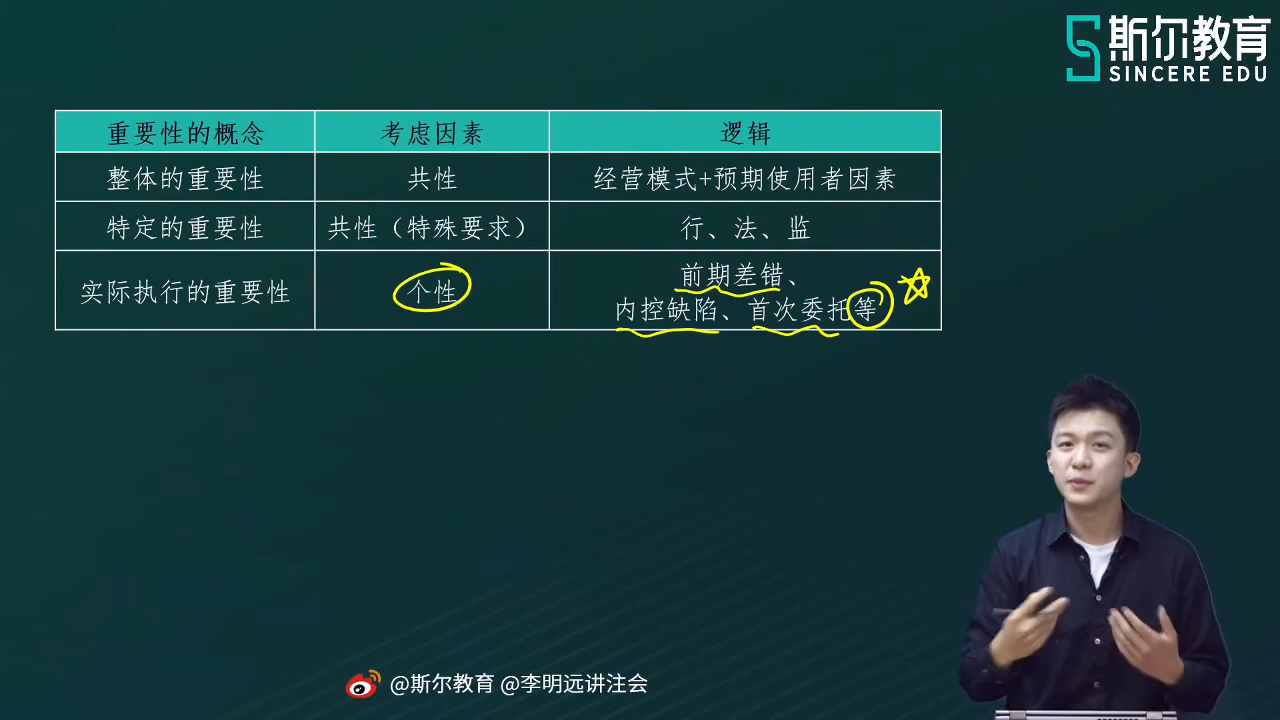 斯尔教育
SINCERE EDU
重要性的概念 考虑因素 逻辑
整体的重要性 共性 经营模式+预期使用者因素
特定的重要性 共性（特殊要求） 行、法、监
实际执行的重要性 个性 前期差错、
内控缺陷、首次委托等
@斯尔教育 @李明远讲注会